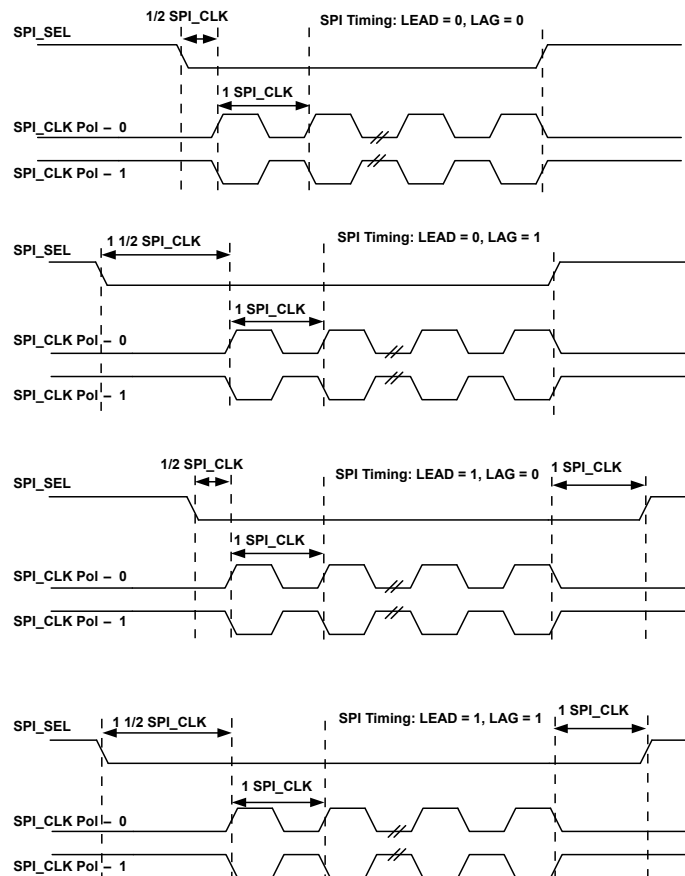 1/2 SPI_CLK
SPI Timing: LEAD = 0, LAG = 0
SPI_SEL
1 SPI_CLK
SPI_CLK Pol – 0
SPI_CLK Pol – 1
SPI Timing: LEAD = 0, LAG = 1
SPI_SEL
1 1/2 SPI_CLK
1 SPI_CLK
SPI_CLK Pol – 0
SPI_CLK Pol – 1
1/2 SPI_CLK
SPI Timing: LEAD = 1, LAG = 0
1 SPI_CLK
SPI_SEL
1 SPI_CLK
SPI_CLK Pol – 0
SPI_CLK Pol – 1
SPI_SEL
1 1/2 SPI_CLK
SPI Timing: LEAD = 1, LAG = 1
1 SPI_CLK
1 SPI_CLK
SPI_CLK Pol – 0
SPI_CLK Pol – 1